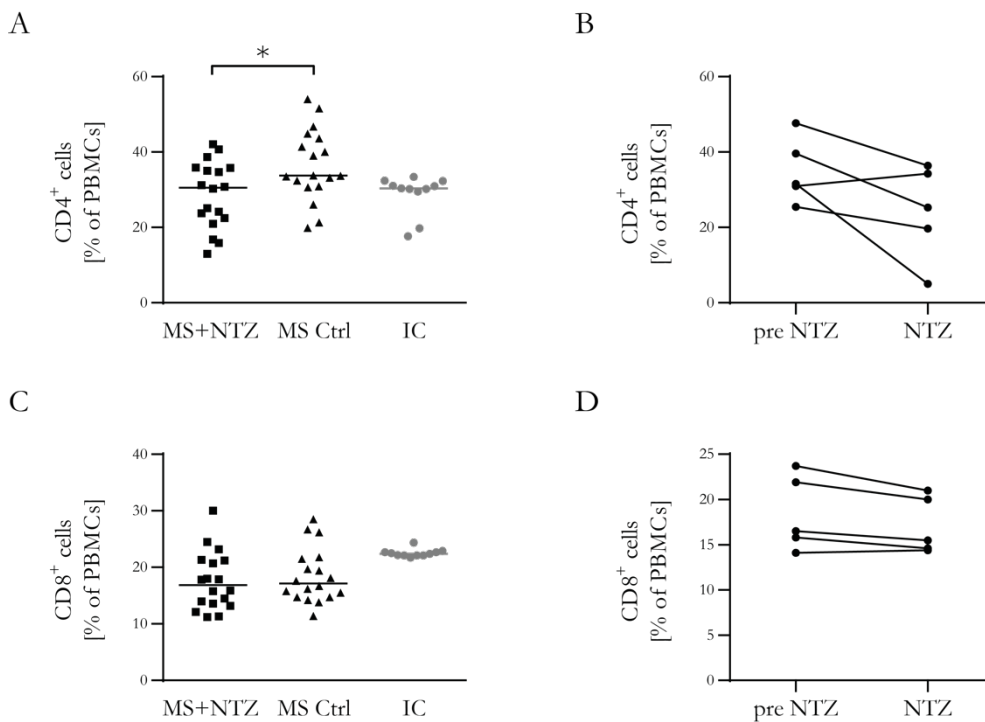 A
CD4⁺ cells
[% of PBMCs]
60
40
20
0
*
MS+NTZ MS Ctrl IC
B
CD4⁺ cells
[% of PBMCs]
60
40
20
0
pre NTZ NTZ
C
CD8⁺ cells
[% of PBMCs]
40
30
20
10
0
MS+NTZ MS Ctrl IC
D
CD8⁺ cells
[% of PBMCs]
25
20
15
10
5
0
pre NTZ NTZ